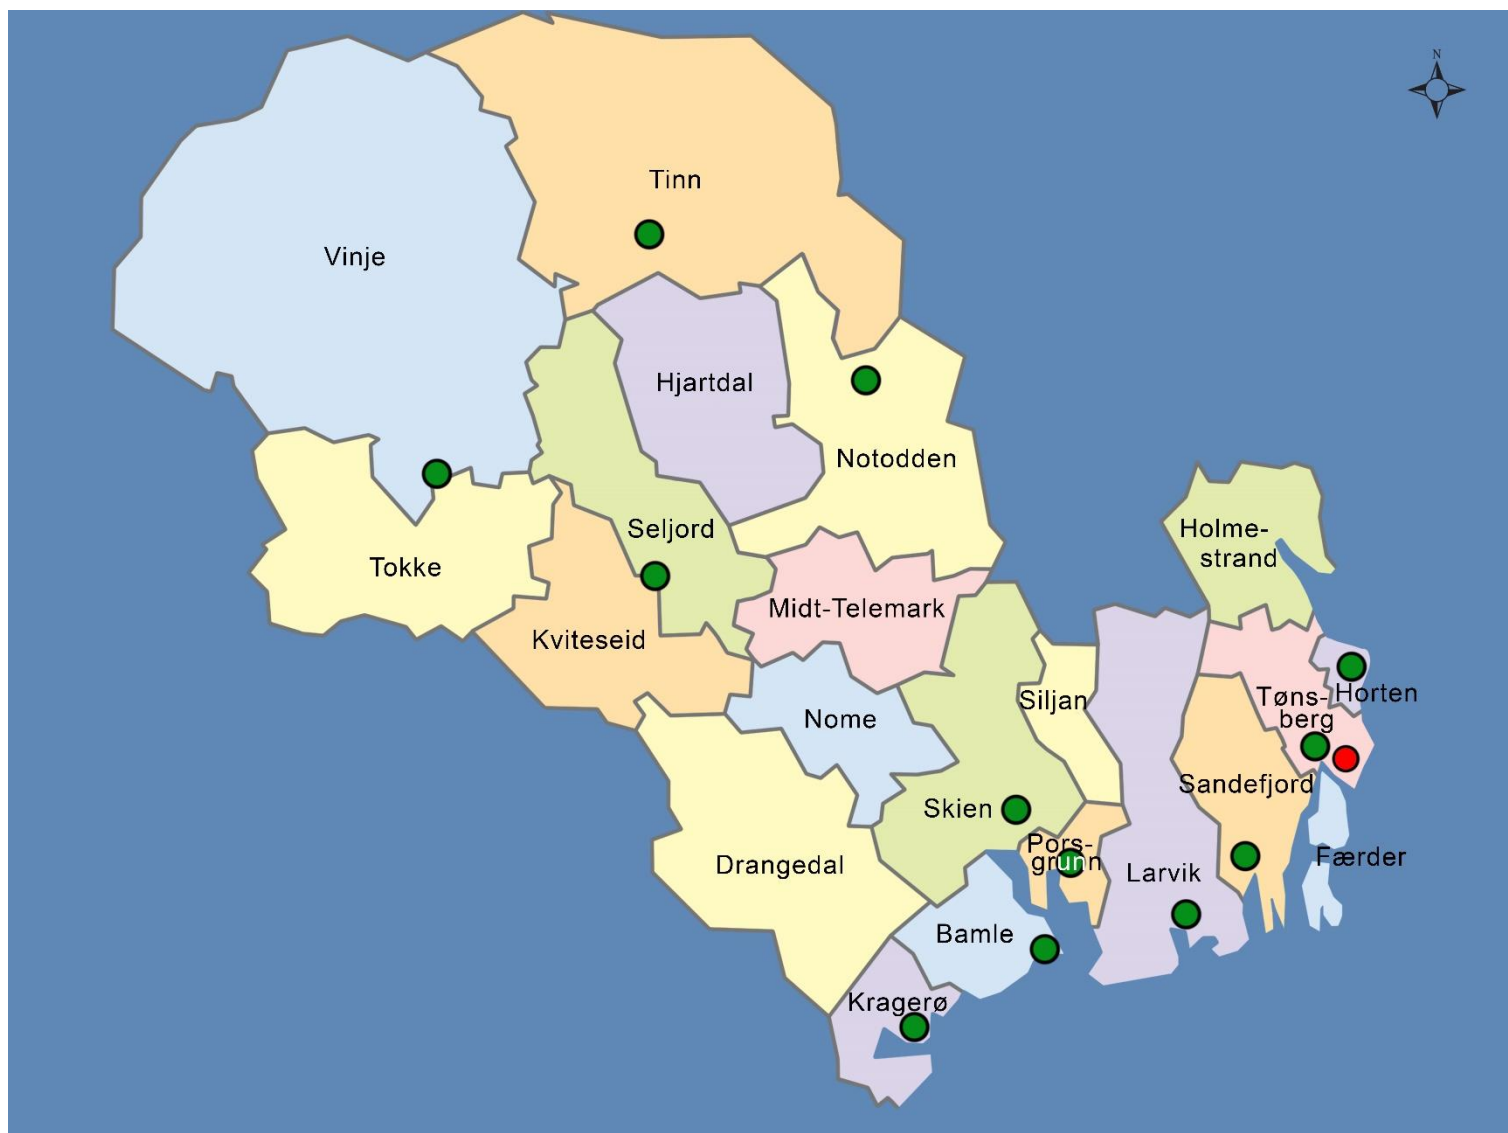 N
Tinn
Vinje
Hjartdal
Notodden
Seljord
Holme-
strand
Tokke
Midt-Telemark
Kviteseid
Siljan
Horten
Tøns-
berg
Nome
Sandefjord
Skien
Pors-
grunn
Færder
Drangedal
Larvik
Bamle
Kragerø